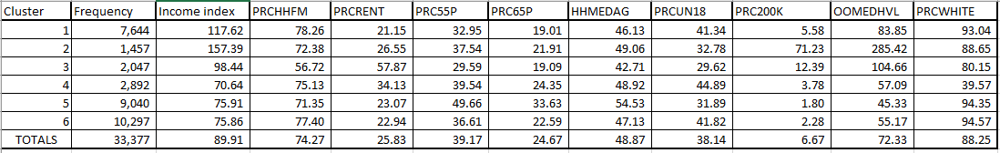 Cluster Frequency Income index PRCHHFM PRCRENT PRC55P PRC65P HHMEDAG PRCUN18 PRC200K OOMEDHVL PRCWHITE
1 7,644 117.62 78.26 21.15 32.95 19.01 46.13 41.34 5.58 83.85 93.04
2 1,457 157.39 72.38 26.55 37.54 21.91 49.06 32.78 71.23 285.42 88.65
3 2,047 98.44 56.72 57.87 29.59 19.09 42.71 29.62 12.39 104.66 80.15
4 2,892 70.64 75.13 34.13 39.54 24.35 48.92 44.89 3.78 57.09 39.57
5 9,040 75.91 71.35 23.07 49.66 33.63 54.53 31.89 1.80 45.33 94.35
6 10,297 75.86 77.40 22.94 36.61 22.59 47.13 41.82 2.28 55.17 94.57
TOTALS 33,377 89.91 74.27 25.83 39.17 24.67 48.87 38.14 6.67 72.33 88.25